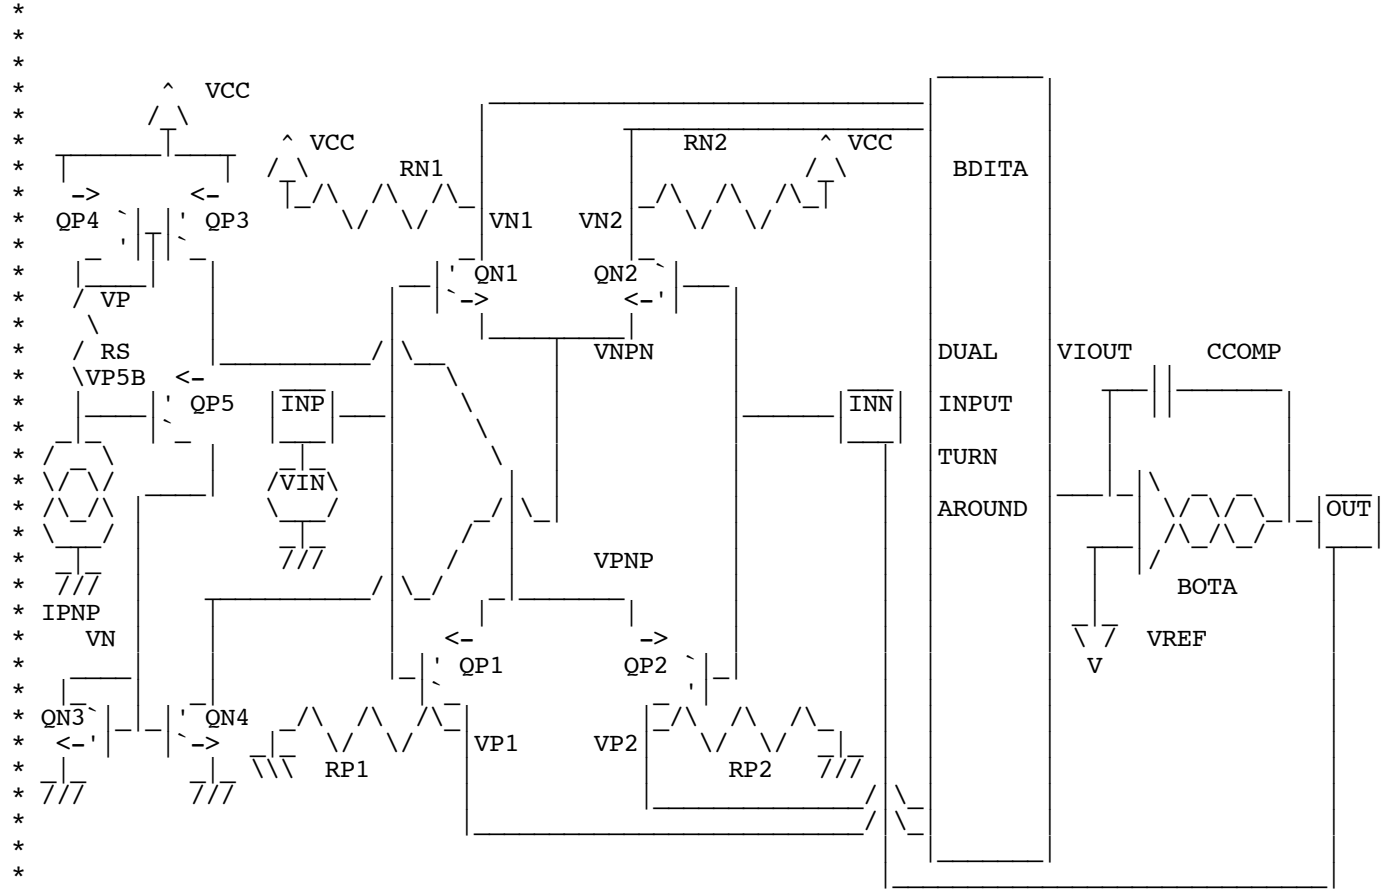 VCC
VCC RN2 VCC
RN1 BDITA
QP4 QP3 VN1 VN2
QN1 QN2
VP
RS VNPN DUAL VIOUT CCOMP
VP5B
QP5 INP INN INPUT
TURN
VIN
AROUND OUT
VPNP
BOTA
IPNP
VN VREF
QP1 QP2 V
QN3 QN4
VP1 VP2
RP1 RP2